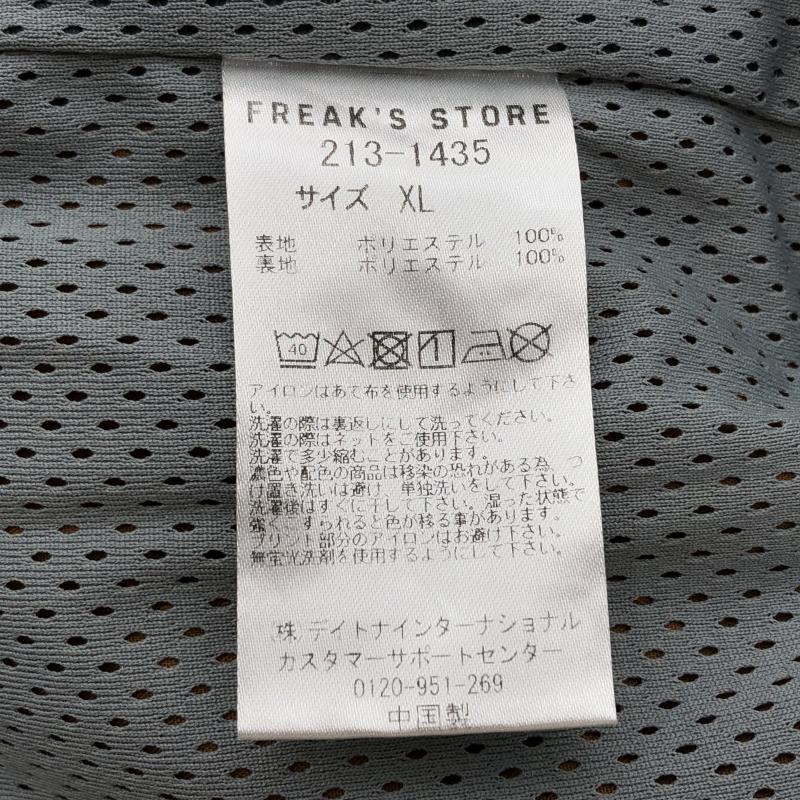 FREAK'S STORE
213-1435
サイズ XL
表地 ポリエステル 100%
裏地 ポリエステル 100%
40
アイロンはあて布を使用するようにして下さ
い。
洗濯の際は裏返しにして洗ってください。
洗濯の際はネットをご使用下さい。
洗濯で多少縮むことがあります。
濃色や配色の商品は移染の恐れがある為、つ
け置き洗いは避け、単独洗いをして下さい。
洗濯後はすぐに干して下さい。湿った状態で
強く、すられると色が移る事があります。
プリント部分のアイロンはお避け下さい。
無蛍光洗剤を使用するようにして下さい。
(株)デイトナインターナショナル
カスタマーサポートセンター
0120-951-269
中国製